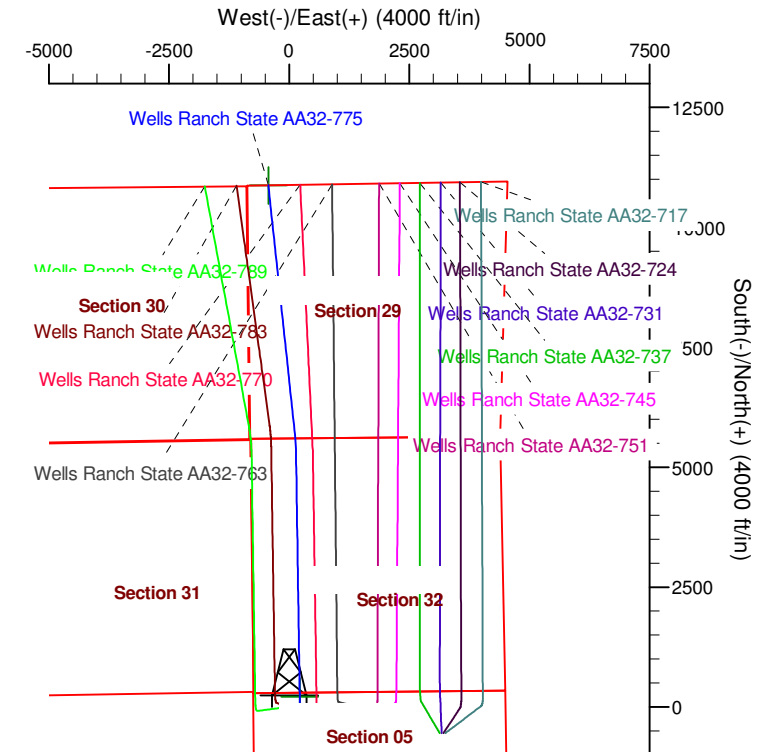 West(-)/East(+) (4000 ft/in)
-5000 -2500 0 2500 5000 7500
12500
Wells Ranch State AA32-775
Wells Ranch State AA32-717
10000
Wells Ranch State AA32-789
Wells Ranch State AA32-724
Section 30
Section 29
Wells Ranch State AA32-731
Wells Ranch State AA32-783
500
Wells Ranch State AA32-737
Wells Ranch State AA32-770
Wells Ranch State AA32-745
Wells Ranch State AA32-751
5000
Wells Ranch State AA32-763
South(-)/North(+) (4000 ft/in)
2500
Section 31
Section 32
0
Section 05